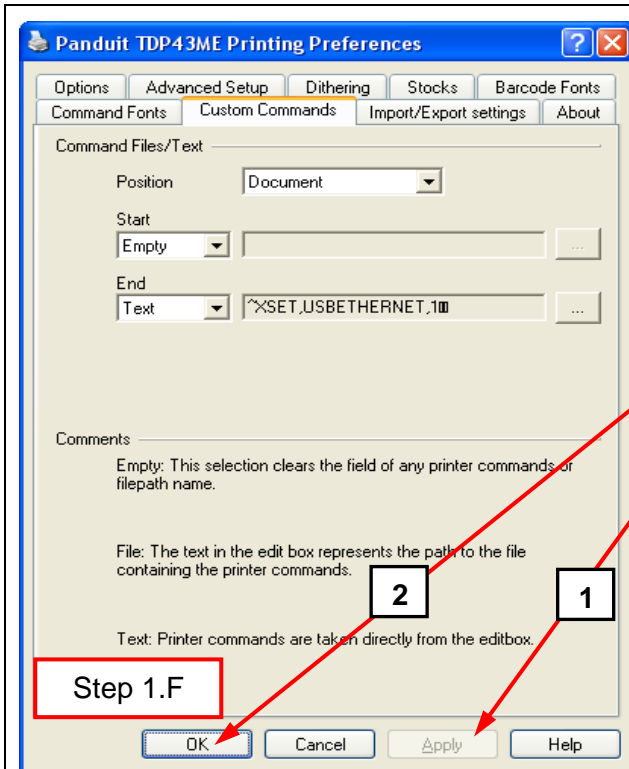 Panduit TDP43ME Printing Preferences
Options Advanced Setup Dithering Stocks Barcode Fonts
Command Fonts Custom Commands Import/Export settings About
Command Files/Text
Position Document
Start
Empty ...
End
Text ^XSET,USBETHERNET,1 ...
Comments
Empty: This selection clears the field of any printer commands or
filepath name.
File: The text in the edit box represents the path to the file
containing the printer commands.
2 1
Text: Printer commands are taken directly from the editbox.
Step 1.F
OK Cancel Apply Help